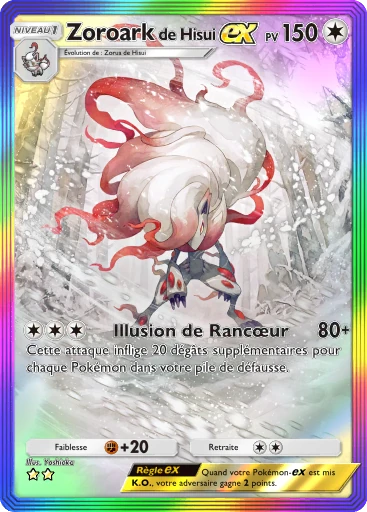 NIVEAU 1 Zoroark de Hisui ex PV 150
Évolution de : Zorua de Hisui
Illusion de Rancœur 80+
Cette attaque inflige 20 dégâts supplémentaires pour
chaque Pokémon dans votre pile de défausse.
Faiblesse +20 Retraite
Illus. Yoshioka
Règle ex Quand votre Pokémon-ex est mis
K.O., votre adversaire gagne 2 points.